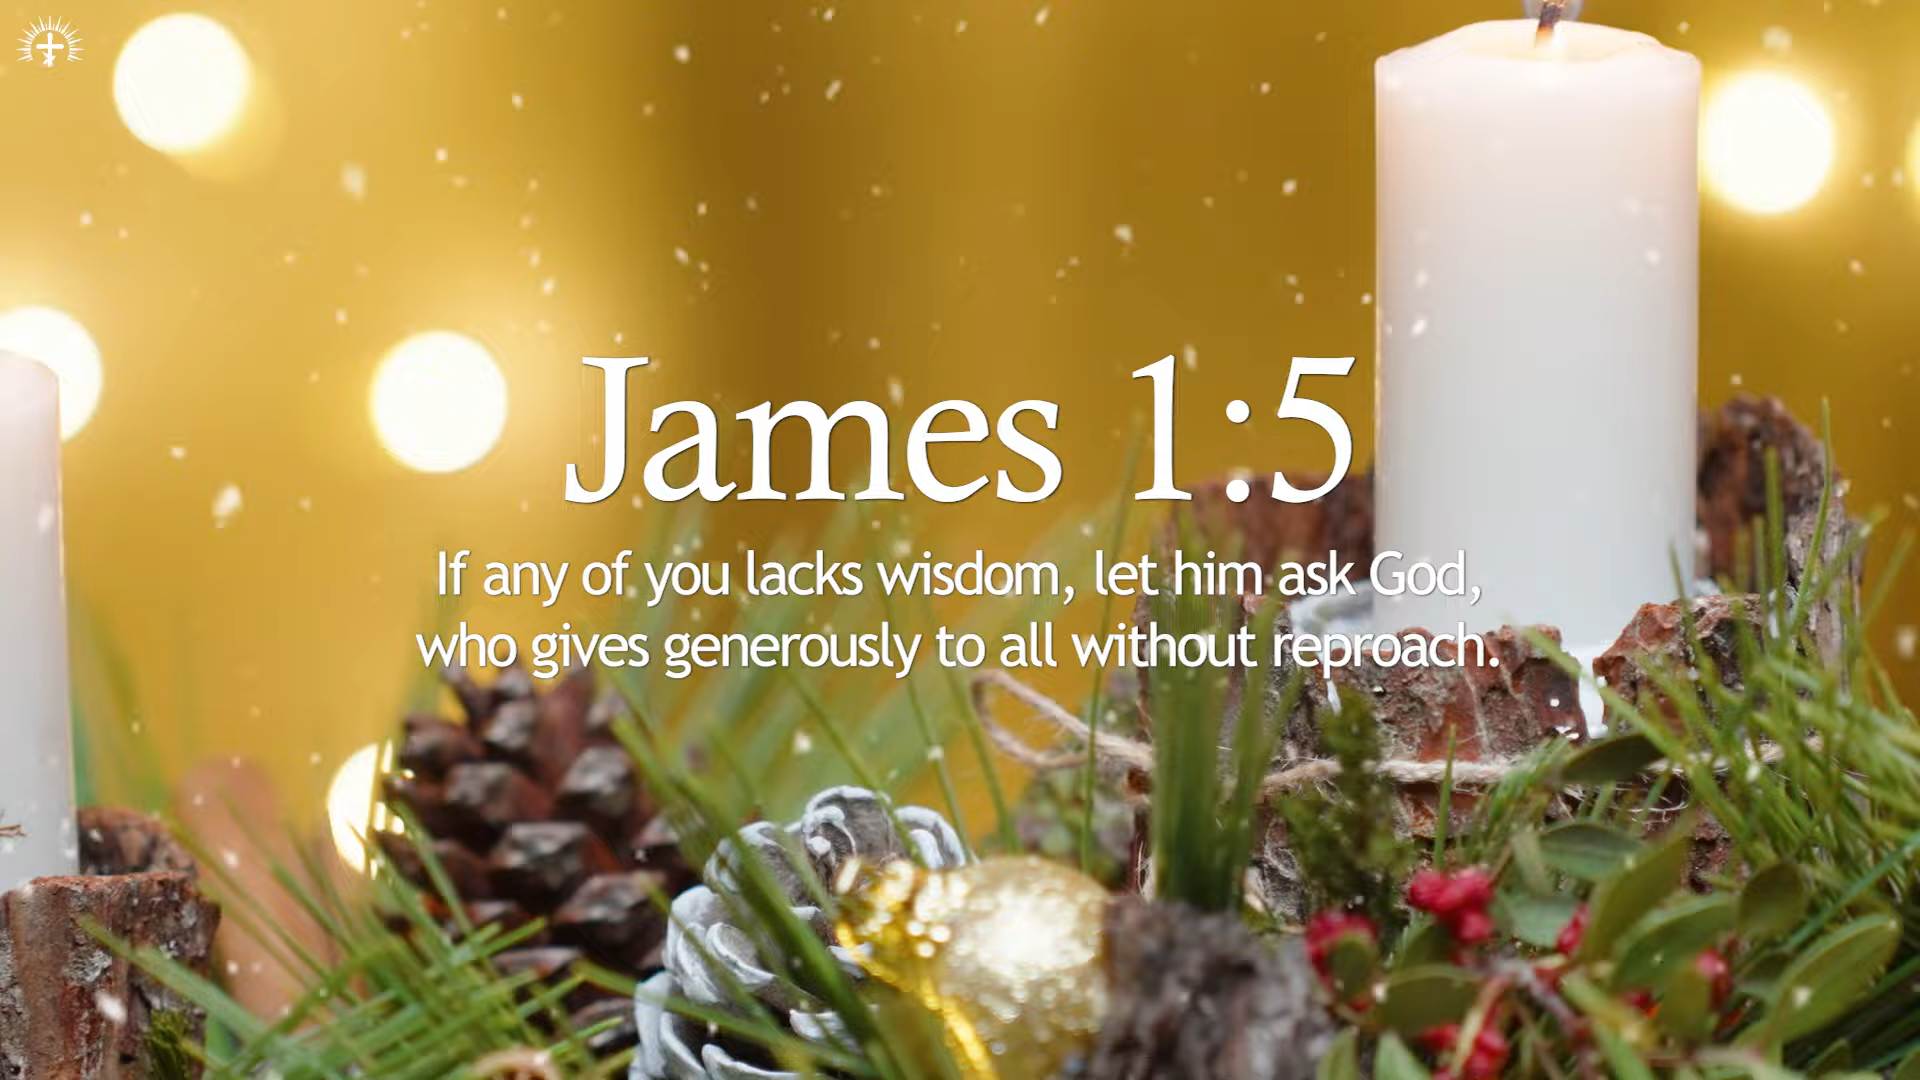 James 1:5
If any of you lacks wisdom, let him ask God,
who gives generously to all without reproach.